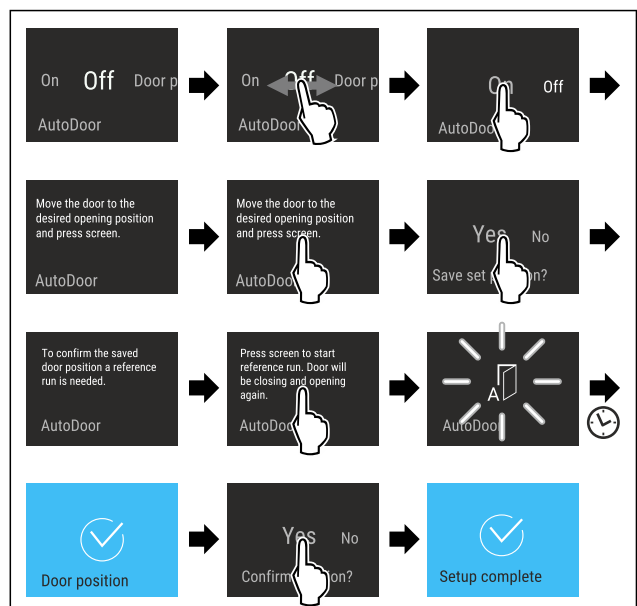 On Off Door p
AutoDoor
On Off Door p
AutoDoor
On Off
AutoDoo
Move the door to the
desired opening position
and press screen.
AutoDoor
Move the door to the
desired opening position
and press screen.
AutoDoo
Yes No
Save set p n?
To confirm the saved
door position a reference
run is needed.
AutoDoor
Press screen to start
reference run. Door will
be closing and opening
again.
AutoDoo
A
AutoDoor
Door position
Yes No
Confirm on?
Setup complete